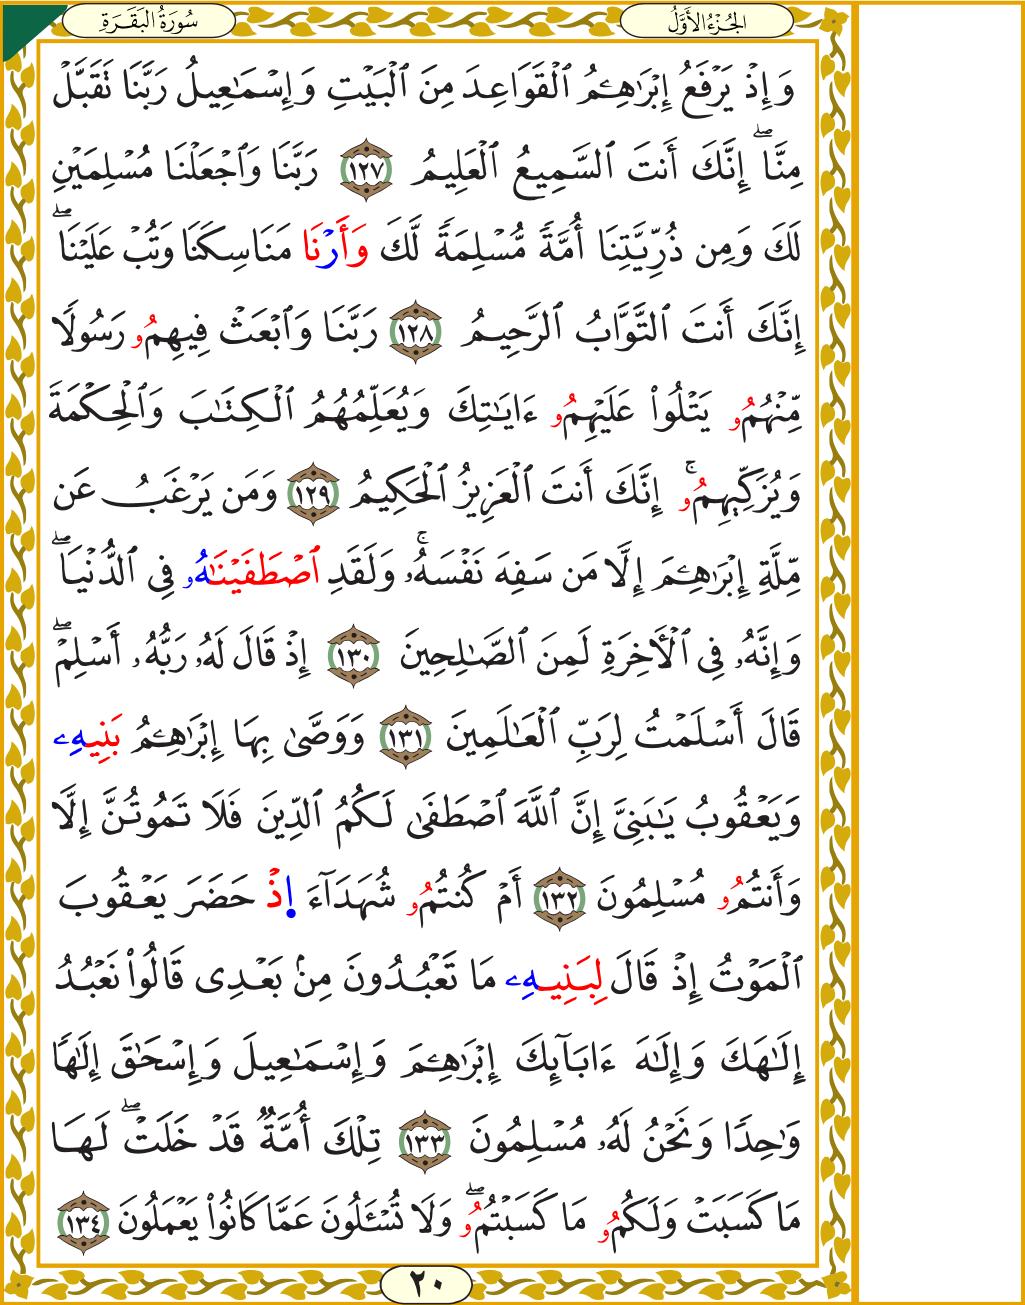 الجُزْءُ الأَوَّلُ
سُورَةُ البَقَرَةِ
وَإِذْ يَرْفَعُ إِبْرَٰهِـۧمُ ٱلْقَوَاعِدَ مِنَ ٱلْبَيْتِ وَإِسْمَٰعِيلُ رَبَّنَا تَقَبَّلْ
مِنَّاۖ إِنَّكَ أَنتَ ٱلسَّمِيعُ ٱلْعَلِيمُ ١٢٧ رَبَّنَا وَٱجْعَلْنَا مُسْلِمَيْنِ
لَكَ وَمِن ذُرِّيَّتِنَا أُمَّةً مُّسْلِمَةً لَّكَ وَأَرْنَا مَنَاسِكَنَا وَتُبْ عَلَيْنَاۖ
إِنَّكَ أَنتَ ٱلتَّوَّابُ ٱلرَّحِيمُ ١٢٨ رَبَّنَا وَٱبْعَثْ فِيهِمُۥ رَسُولًا
مِّنْهُمُۥ يَتْلُوا۟ عَلَيْهِمُۥ ءَايَٰتِكَ وَيُعَلِّمُهُمُ ٱلْكِتَٰبَ وَٱلْحِكْمَةَ
وَيُزَكِّيهِمُۥۚ إِنَّكَ أَنتَ ٱلْعَزِيزُ ٱلْحَكِيمُ ١٢٩ وَمَن يَرْغَبُ عَن
مِّلَّةِ إِبْرَٰهِـۧمَ إِلَّا مَن سَفِهَ نَفْسَهُۥۚ وَلَقَدِ ٱصْطَفَيْنَٰهُۥ فِى ٱلدُّنْيَاۖ
وَإِنَّهُۥ فِى ٱلْأَخِرَةِ لَمِنَ ٱلصَّٰلِحِينَ ١٣٠ إِذْ قَالَ لَهُۥ رَبُّهُۥ أَسْلِمْۖ
قَالَ أَسْلَمْتُ لِرَبِّ ٱلْعَٰلَمِينَ ١٣١ وَوَصَّىٰ بِهَا إِبْرَٰهِـۧمُ بَنِيهِۦ
وَيَعْقُوبُ يَٰبَنِىَّ إِنَّ ٱللَّهَ ٱصْطَفَىٰ لَكُمُ ٱلدِّينَ فَلَا تَمُوتُنَّ إِلَّا
وَأَنتُمُۥ مُسْلِمُونَ ١٣٢ أَمْ كُنتُمُۥ شُهَدَآءَ اِذْ حَضَرَ يَعْقُوبَ
ٱلْمَوْتُ إِذْ قَالَ لِبَنِيهِۦ مَا تَعْبُدُونَ مِنۢ بَعْدِى قَالُوا۟ نَعْبُدُ
إِلَٰهَكَ وَإِلَٰهَ ءَابَآئِكَ إِبْرَٰهِـۧمَ وَإِسْمَٰعِيلَ وَإِسْحَٰقَ إِلَٰهًا
وَٰحِدًا وَنَحْنُ لَهُۥ مُسْلِمُونَ ١٣٣ تِلْكَ أُمَّةٌ قَدْ خَلَتْۖ لَهَا
مَا كَسَبَتْ وَلَكُمُۥ مَا كَسَبْتُمُۥۖ وَلَا تُسْـَٔلُونَ عَمَّا كَانُوا۟ يَعْمَلُونَ ١٣٤
٢٠